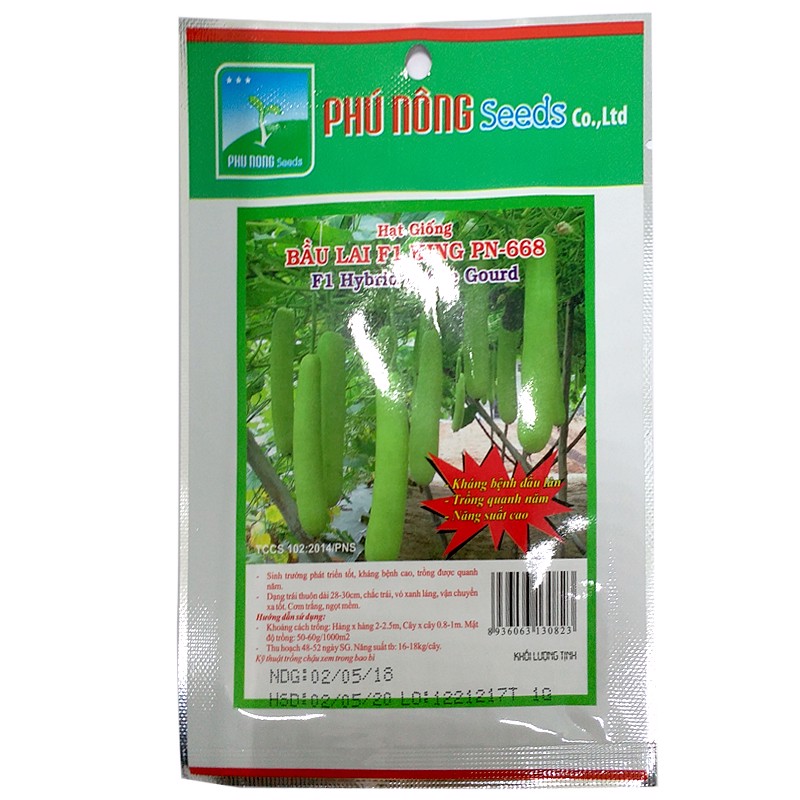 PHÚ NÔNG Seeds
PHÚ NÔNG Seeds Co.,Ltd
Hạt Giống
BẦU LAI F1 PN-668
F1 Hybrid Gourd
Kháng bệnh đầu lân
- Trồng quanh năm
- Năng suất cao
TCCS 102:2014/PNS
- Sinh trưởng phát triển tốt, kháng bệnh cao, trồng được quanh
năm.
- Dạng trái thuôn dài 28-30cm, chắc trái, vỏ xanh láng, vận chuyển
xa tốt. Cơm trắng, ngọt mềm.
Hướng dẫn sử dụng:
- Khoảng cách trồng: Hàng x hàng 2-2.5m, Cây x cây 0.8-1m. Mật
độ trồng: 50-60g/1000m2
- Thu hoạch 48-52 ngày SG. Năng suất tb: 16-18kg/cây.
Kỹ thuật trồng chậu xem trong bao bì
8936063130823
KHỐI LƯỢNG TỊNH
NDG:02/05/18
HSD:02/05/20 LO:1221217T 1G